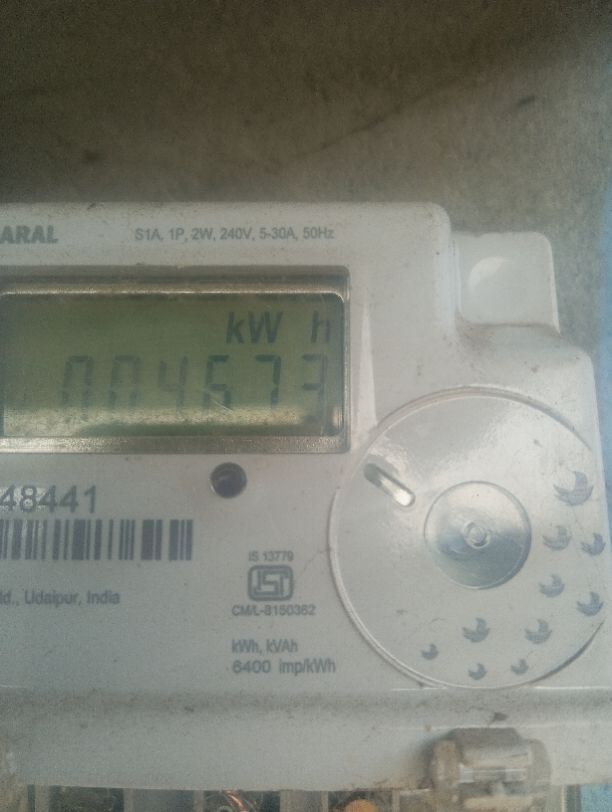 ARAL
S1A, 1P, 2W, 240V, 5-30A, 50Hz
kW h
004673
48441
td., Udaipur, India
IS 13779
CM/L-8150362
kWh, kVAh
6400 imp/kWh